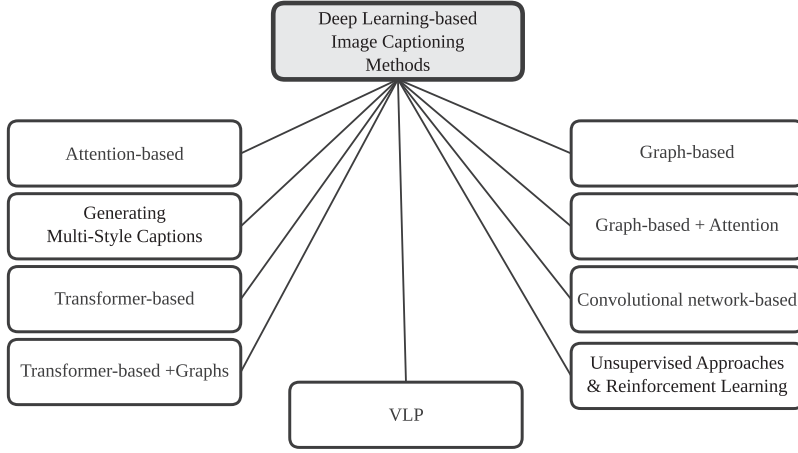 Deep Learning-based
Image Captioning
Methods
Attention-based
Generating
Multi-Style Captions
Transformer-based
Transformer-based +Graphs
VLP
Graph-based
Graph-based + Attention
Convolutional network-based
Unsupervised Approaches
& Reinforcement Learning